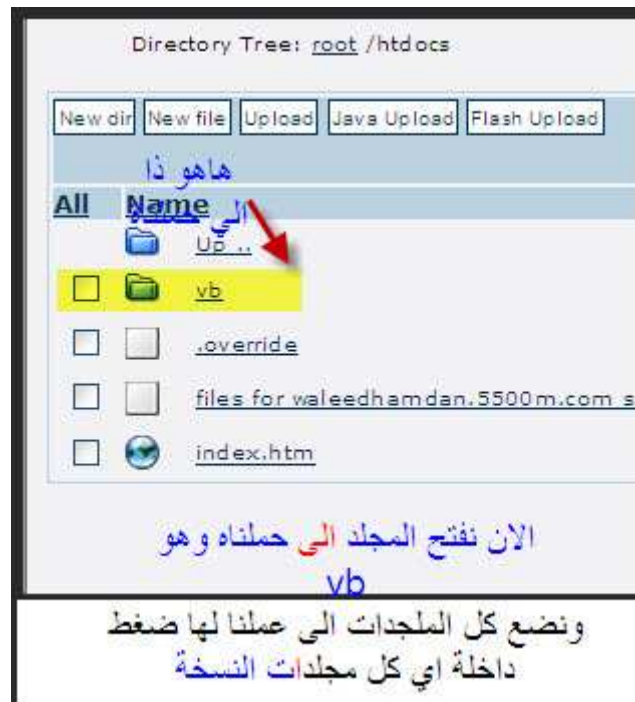 Directory Tree: root /htdocs
New dir New file Upload Java Upload Flash Upload
هاهو ذا
All Name
الي حملناه
Up ..
vb
.override
files for waleedhamdan.5500m.com s
index.htm
الان نفتح المجلد الى حملناه وهو
vb
ونضع كل الملجدات الى عملنا لها ضغط
داخلة اي كل مجلدات النسخة